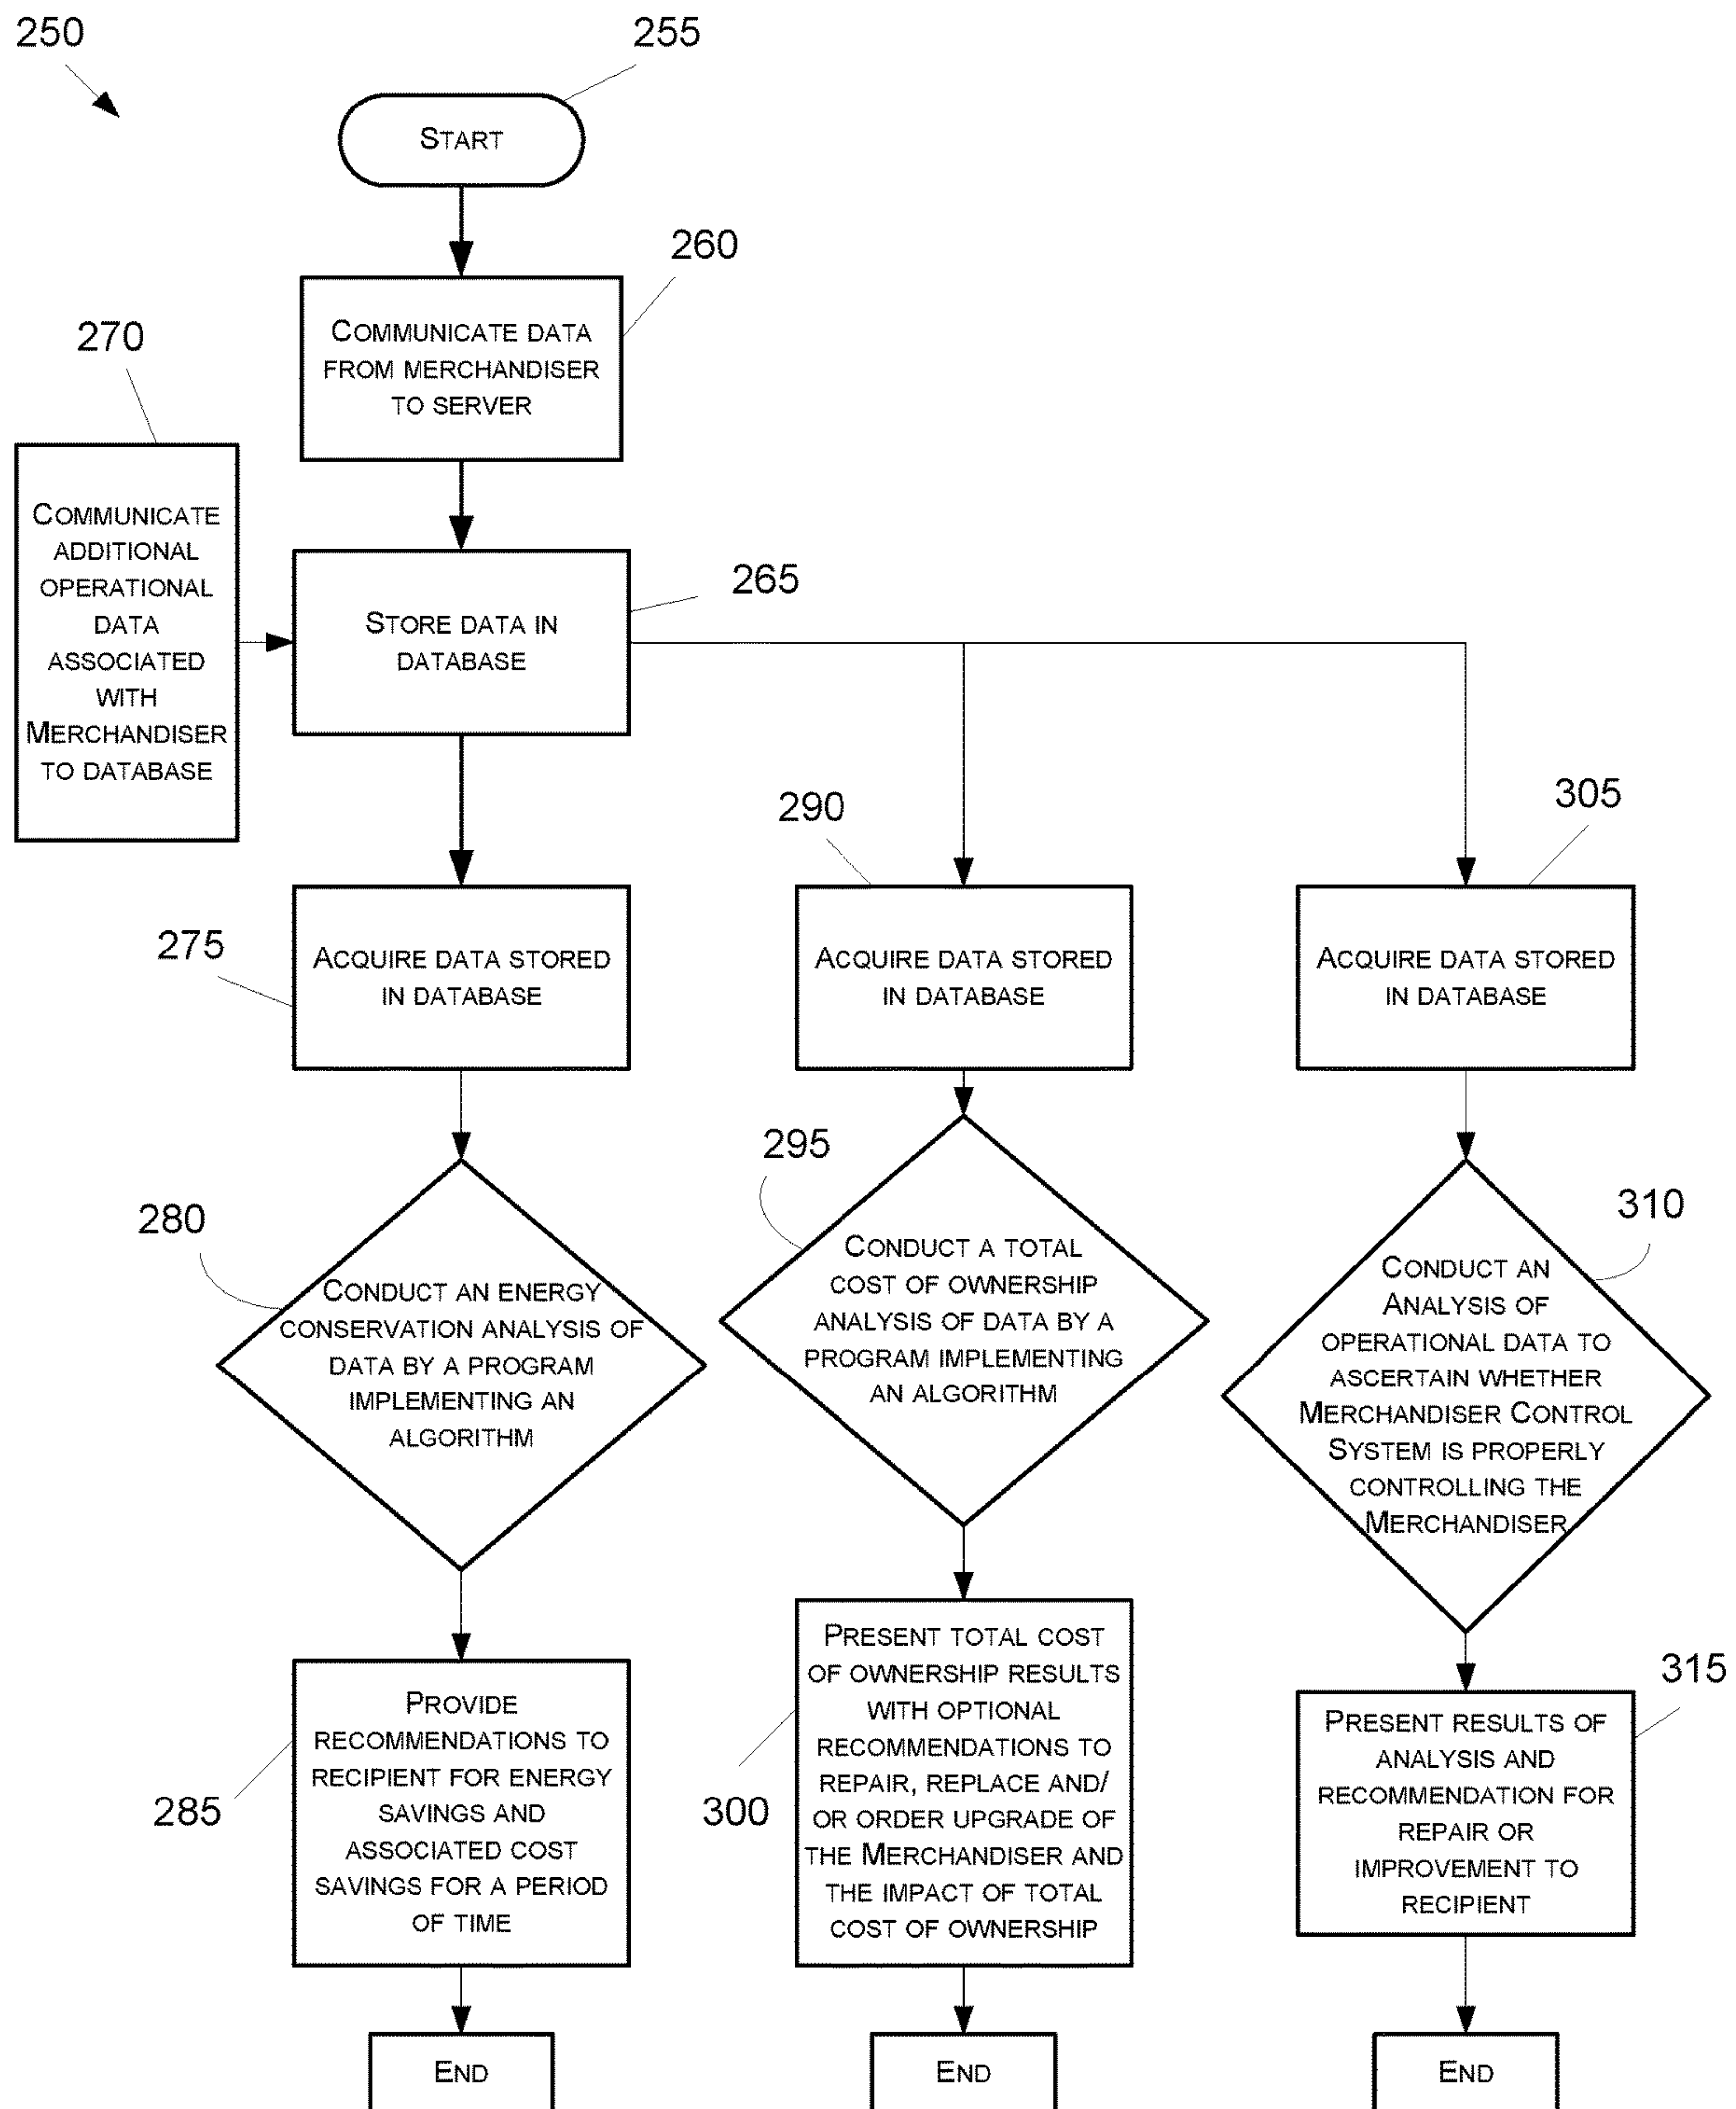 250
255
START
260
COMMUNICATE DATA
FROM MERCHANDISER
TO SERVER
270
COMMUNICATE
ADDITIONAL
OPERATIONAL
DATA
ASSOCIATED
WITH
MERCHANDISER
TO DATABASE
265
STORE DATA IN
DATABASE
275
ACQUIRE DATA STORED
IN DATABASE
290
ACQUIRE DATA STORED
IN DATABASE
305
ACQUIRE DATA STORED
IN DATABASE
280
CONDUCT AN ENERGY
CONSERVATION ANALYSIS OF
DATA BY A PROGRAM
IMPLEMENTING AN
ALGORITHM
295
CONDUCT A TOTAL
COST OF OWNERSHIP
ANALYSIS OF DATA BY A
PROGRAM IMPLEMENTING
AN ALGORITHM
310
CONDUCT AN
ANALYSIS OF
OPERATIONAL DATA TO
ASCERTAIN WHETHER
MERCHANDISER CONTROL
SYSTEM IS PROPERLY
CONTROLLING THE
MERCHANDISER
285
PROVIDE
RECOMMENDATIONS TO
RECIPIENT FOR ENERGY
SAVINGS AND
ASSOCIATED COST
SAVINGS FOR A PERIOD
OF TIME
300
PRESENT TOTAL COST
OF OWNERSHIP RESULTS
WITH OPTIONAL
RECOMMENDATIONS TO
REPAIR, REPLACE AND/
OR ORDER UPGRADE OF
THE MERCHANDISER AND
THE IMPACT OF TOTAL
COST OF OWNERSHIP
315
PRESENT RESULTS OF
ANALYSIS AND
RECOMMENDATION FOR
REPAIR OR
IMPROVEMENT TO
RECIPIENT
END
END
END